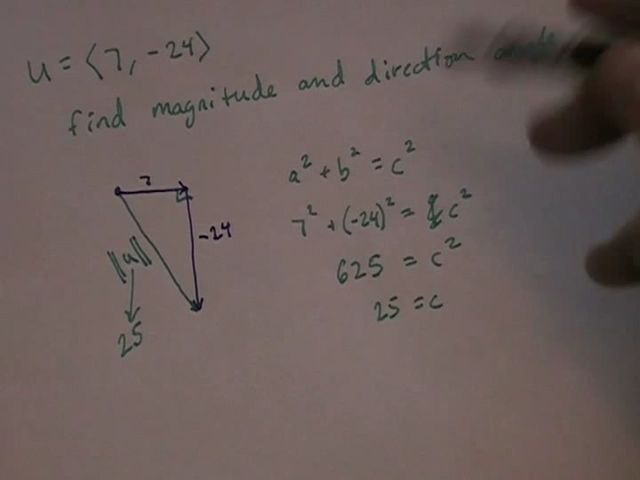 u = ⟨7, -24⟩
find magnitude and direction
7
-24
||u||
25
a² + b² = c²
7² + (-24)² = c²
625 = c²
25 = c